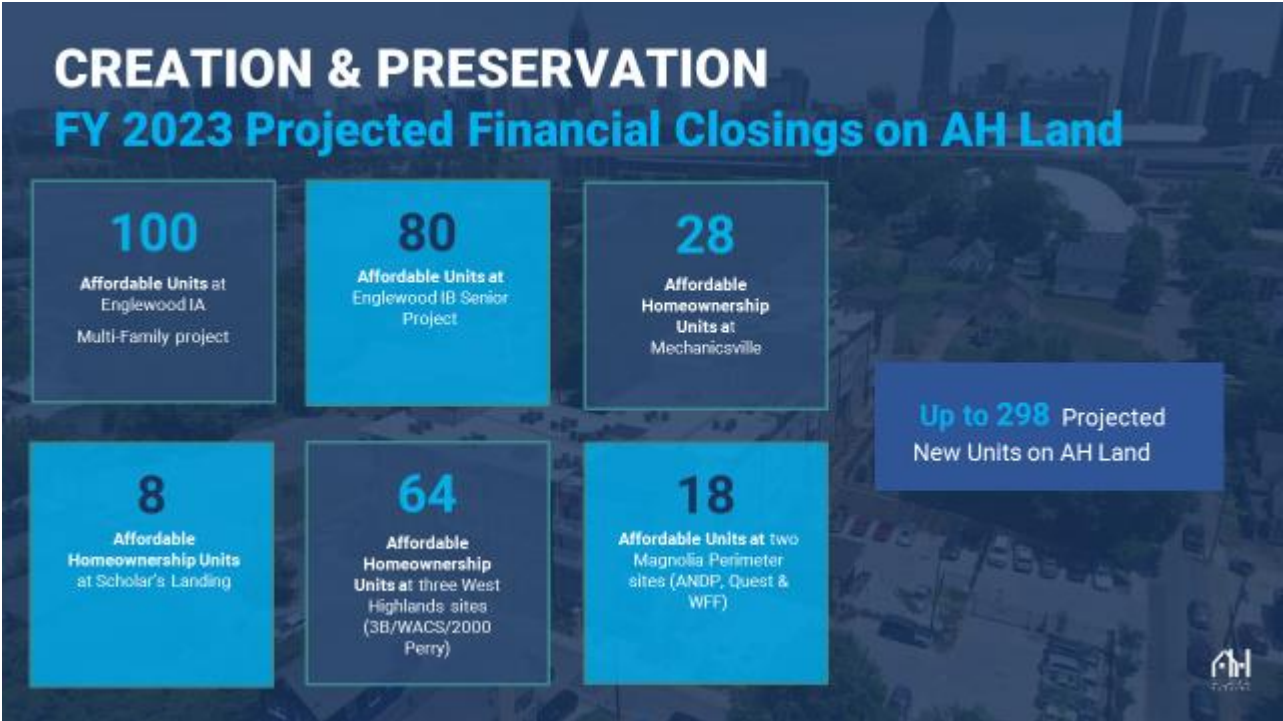 CREATION & PRESERVATION
FY 2023 Projected Financial Closings on AH Land
100
Affordable Units at
Englewood IA
Multi-Family project
80
Affordable Units at
Englewood IB Senior
Project
28
Affordable
Homeownership
Units at
Mechanicsville
8
Affordable
Homeownership Units
at Scholar's Landing
64
Affordable
Homeownership
Units at three West
Highlands sites
(3B/WACS/2000
Perry)
18
Affordable Units at two
Magnolia Perimeter
sites (ANDP, Quest &
WFF)
Up to 298 Projected
New Units on AH Land
AH